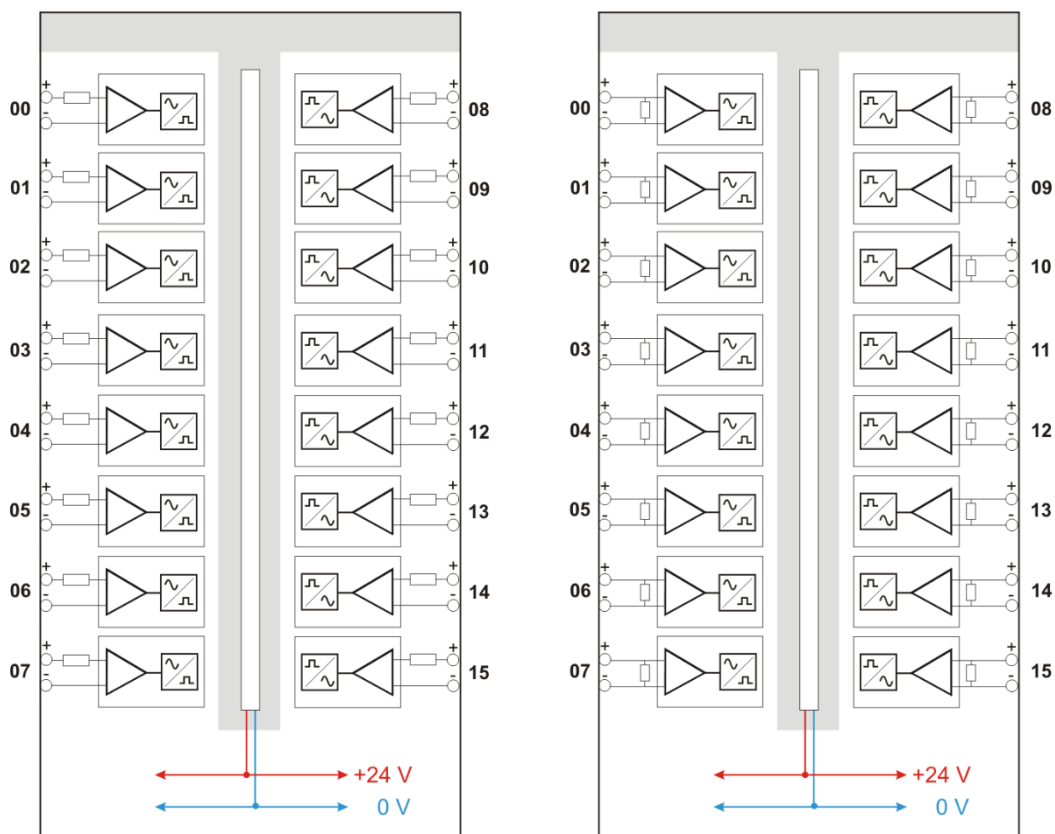 + + + +
00 08 00 08
- - - -
+ + + +
01 09 01 09
- - - -
+ + + +
02 10 02 10
- - - -
+ + + +
03 11 03 11
- - - -
+ + + +
04 12 04 12
- - - -
+ + + +
05 13 05 13
- - - -
+ + + +
06 14 06 14
- - - -
+ + + +
07 15 07 15
- - - -
+24 V +24 V
0 V 0 V